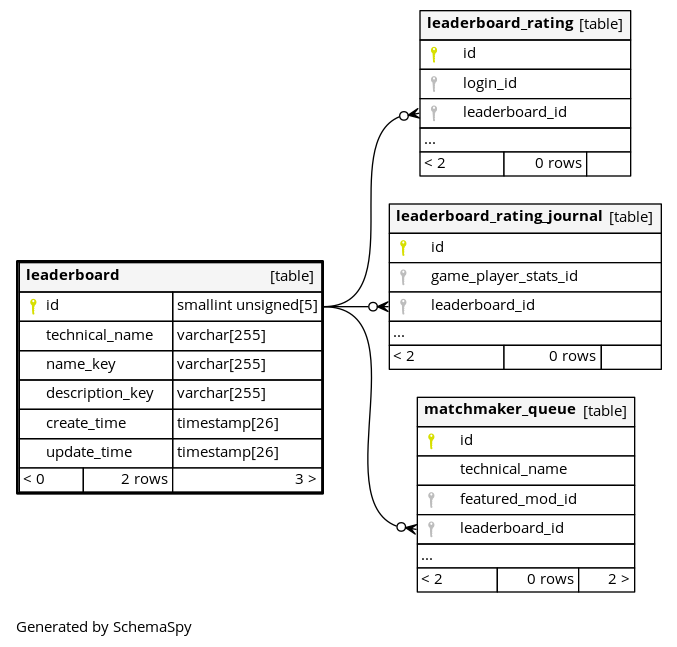 leaderboard_rating [table]
id
login_id
leaderboard_id
...
< 2 0 rows
leaderboard_rating_journal [table]
id
game_player_stats_id
leaderboard_id
...
< 2 0 rows
leaderboard [table]
id smallint unsigned[5]
technical_name varchar[255]
name_key varchar[255]
description_key varchar[255]
create_time timestamp[26]
update_time timestamp[26]
< 0 2 rows 3 >
matchmaker_queue [table]
id
technical_name
featured_mod_id
leaderboard_id
...
< 2 0 rows 2 >
Generated by SchemaSpy